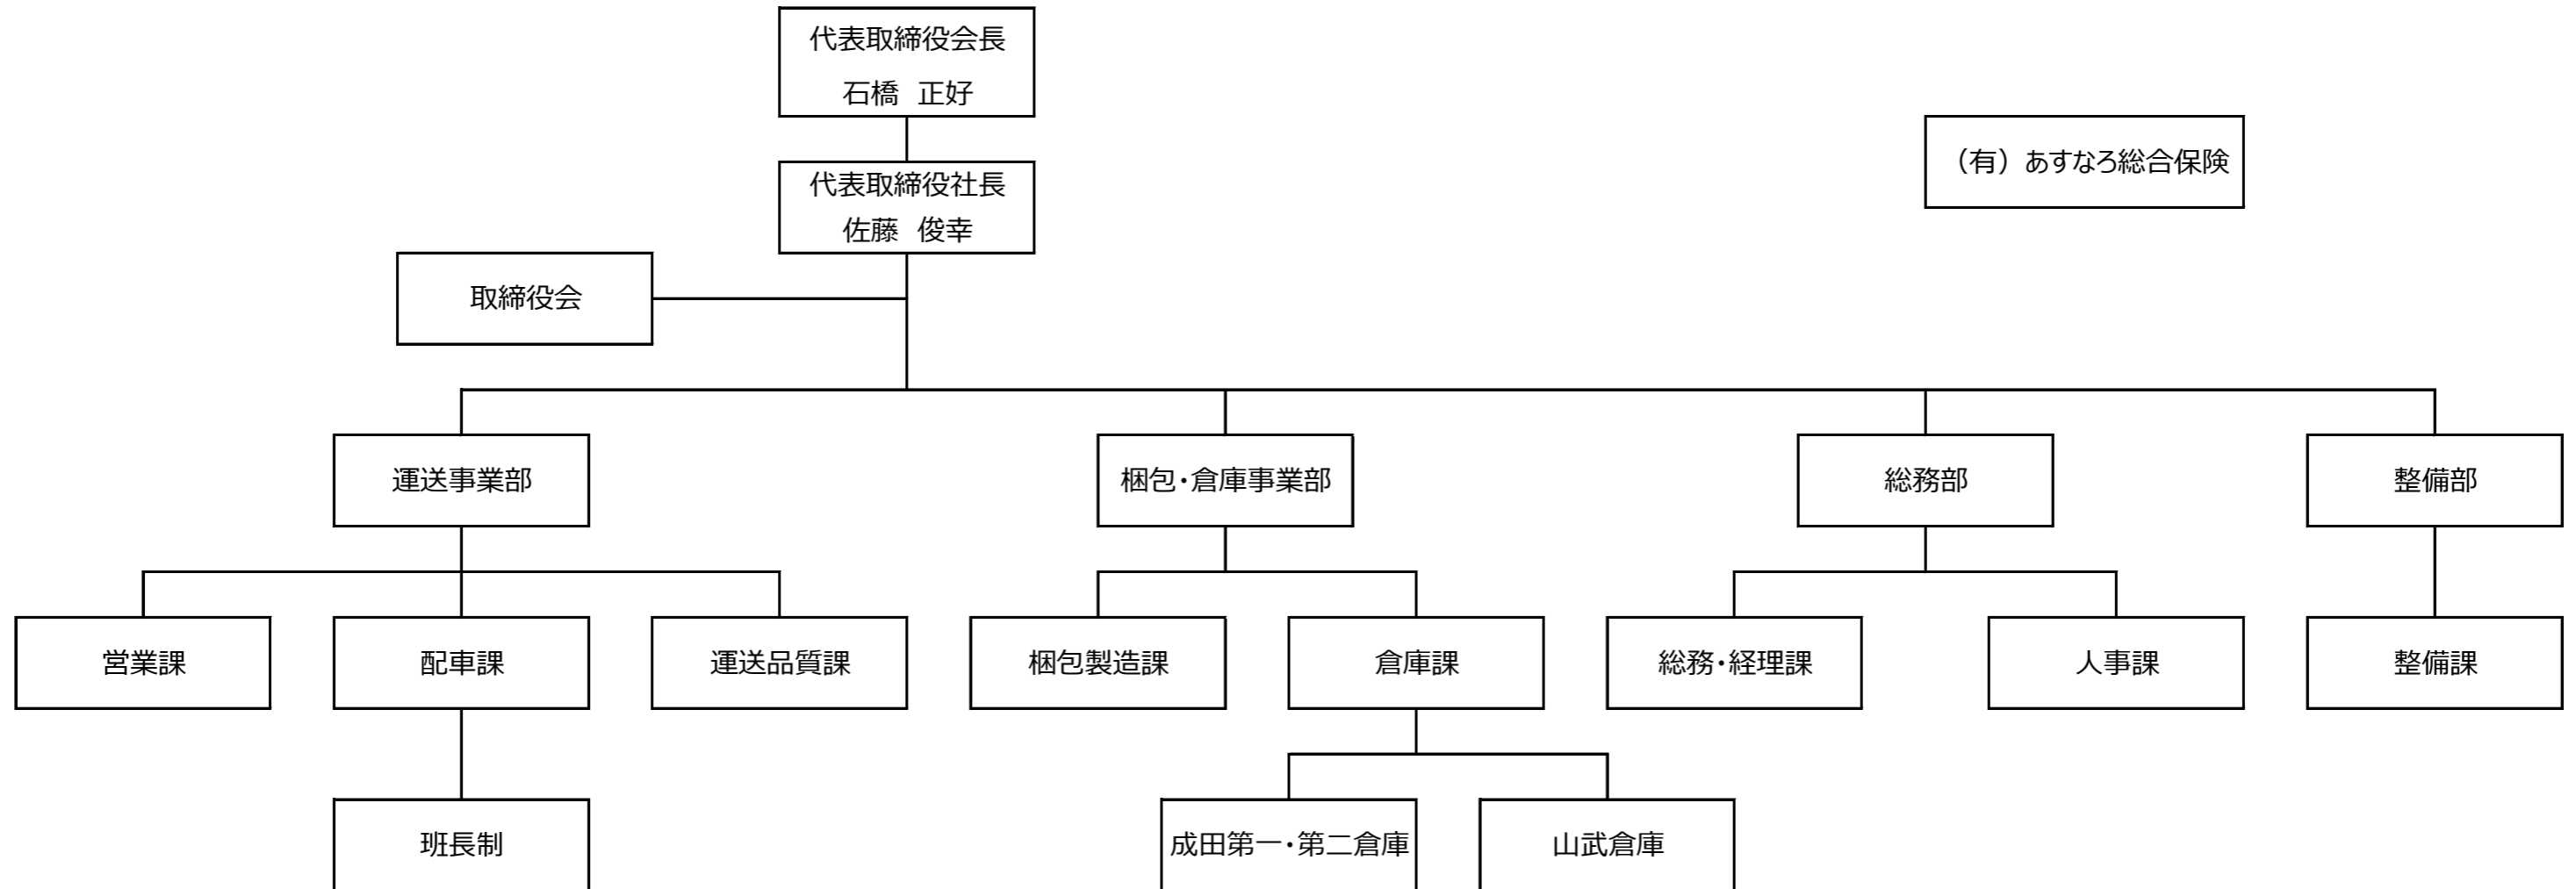 代表取締役会長
石橋　正好
（有）あすなろ総合保険
代表取締役社長
佐藤　俊幸
取締役会
運送事業部
梱包・倉庫事業部
総務部
整備部
営業課
配車課
運送品質課
梱包製造課
倉庫課
総務・経理課
人事課
整備課
班長制
成田第一・第二倉庫
山武倉庫